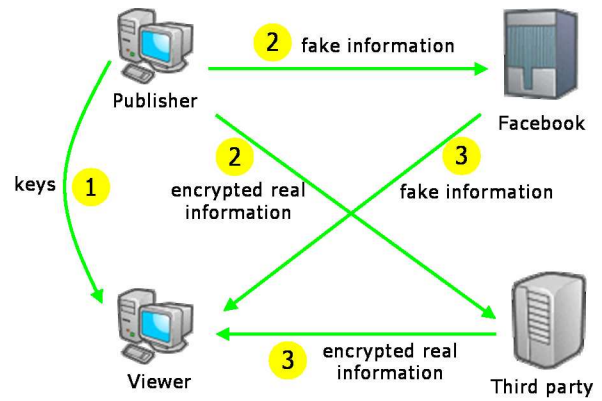 2 fake information
Publisher
Facebook
2
encrypted real
information
3
fake information
keys 1
3 encrypted real
information
Viewer
Third party